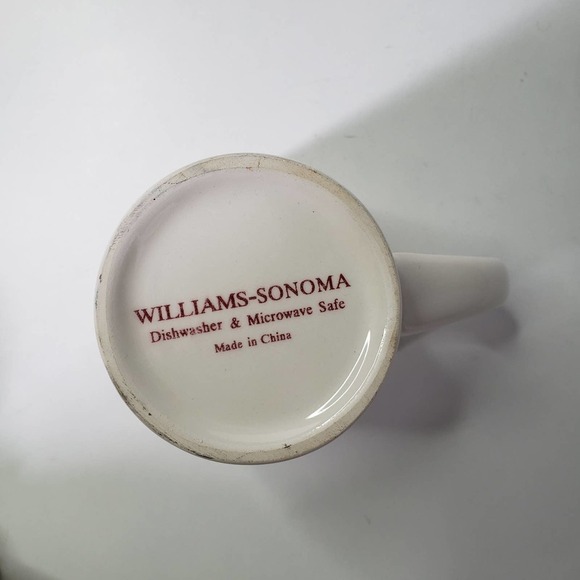 WILLIAMS-SONOMA
Dishwasher & Microwave Safe
Made in China